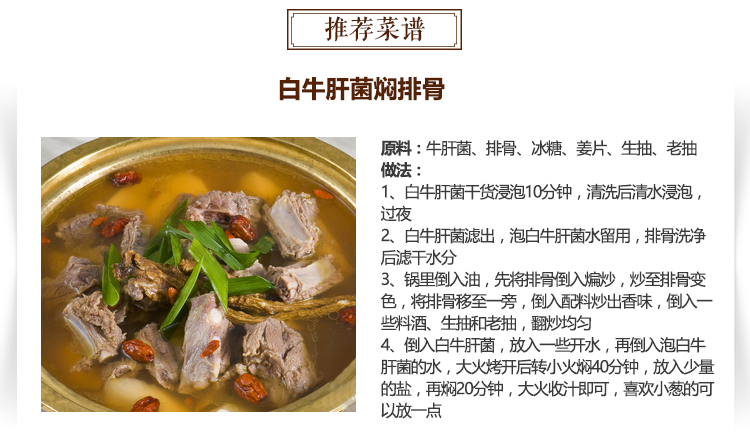 推荐菜谱
白牛肝菌焖排骨
原料：牛肝菌、排骨、冰糖、姜片、生抽、老抽
做法：
1、白牛肝菌干货浸泡10分钟，清洗后清水浸泡，
过夜
2、白牛肝菌滤出，泡白牛肝菌水留用，排骨洗净
后滤干水分
3、锅里倒入油，先将排骨倒入煸炒，炒至排骨变
色，将排骨移至一旁，倒入配料炒出香味，倒入一
些料酒、生抽和老抽，翻炒均匀
4、倒入白牛肝菌，放入一些开水，再倒入泡白牛
肝菌的水，大火烤开后转小火焖40分钟，放入少量
的盐，再焖20分钟，大火收汁即可，喜欢小葱的可
以放一点